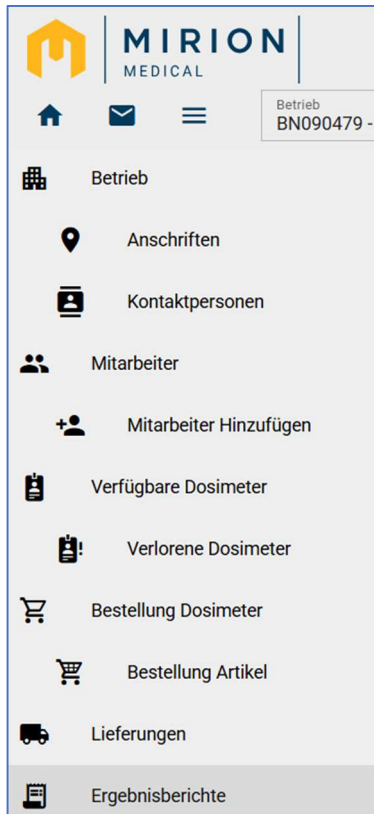 MIRION
MEDICAL
Betrieb
BN090479 -
Betrieb
Anschriften
Kontaktpersonen
Mitarbeiter
Mitarbeiter Hinzufügen
Verfügbare Dosimeter
Verlorene Dosimeter
Bestellung Dosimeter
Bestellung Artikel
Lieferungen
Ergebnisberichte